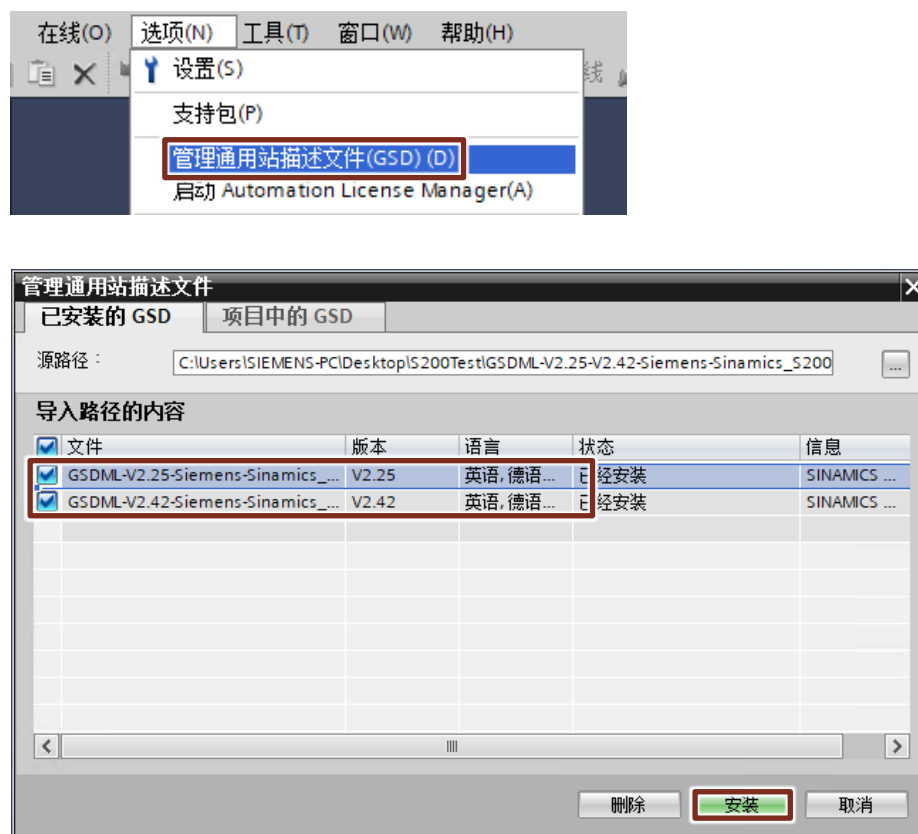 在线(O) 选项(N) 工具(T) 窗口(W) 帮助(H)
设置(S)
线
支持包(P)
管理通用站描述文件(GSD) (D)
启动 Automation License Manager(A)
管理通用站描述文件
已安装的 GSD 项目中的 GSD
源路径： C:\Users\SIEMENS-PC\Desktop\S200Test\GSDML-V2.25-V2.42-Siemens-Sinamics_S200 ...
导入路径的内容
文件 版本 语言 状态 信息
GSDML-V2.25-Siemens-Sinamics_... V2.25 英语, 德语... 已经安装 SINAMICS ...
GSDML-V2.42-Siemens-Sinamics_... V2.42 英语, 德语... 已经安装 SINAMICS ...
删除 安装 取消